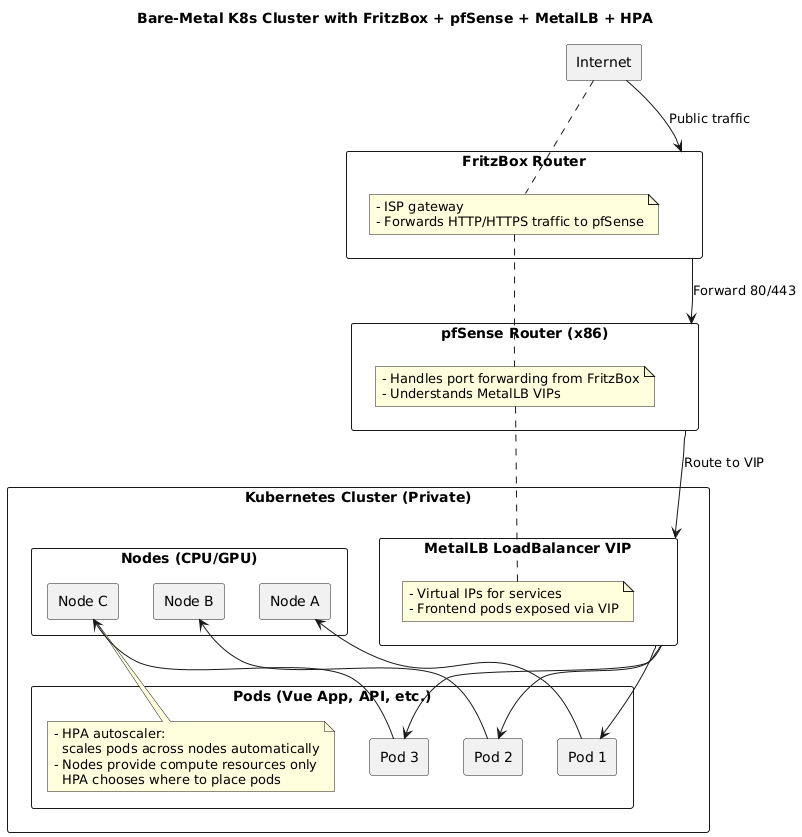 Bare-Metal K8s Cluster with FritzBox + pfSense + MetalLB + HPA
Internet
Public traffic
FritzBox Router
- ISP gateway
- Forwards HTTP/HTTPS traffic to pfSense
Forward 80/443
pfSense Router (x86)
- Handles port forwarding from FritzBox
- Understands MetalLB VIPs
Route to VIP
Kubernetes Cluster (Private)
MetalLB LoadBalancer VIP
- Virtual IPs for services
- Frontend pods exposed via VIP
Nodes (CPU/GPU)
Node C
Node B
Node A
Pods (Vue App, API, etc.)
- HPA autoscaler:
scales pods across nodes automatically
- Nodes provide compute resources only
HPA chooses where to place pods
Pod 3
Pod 2
Pod 1